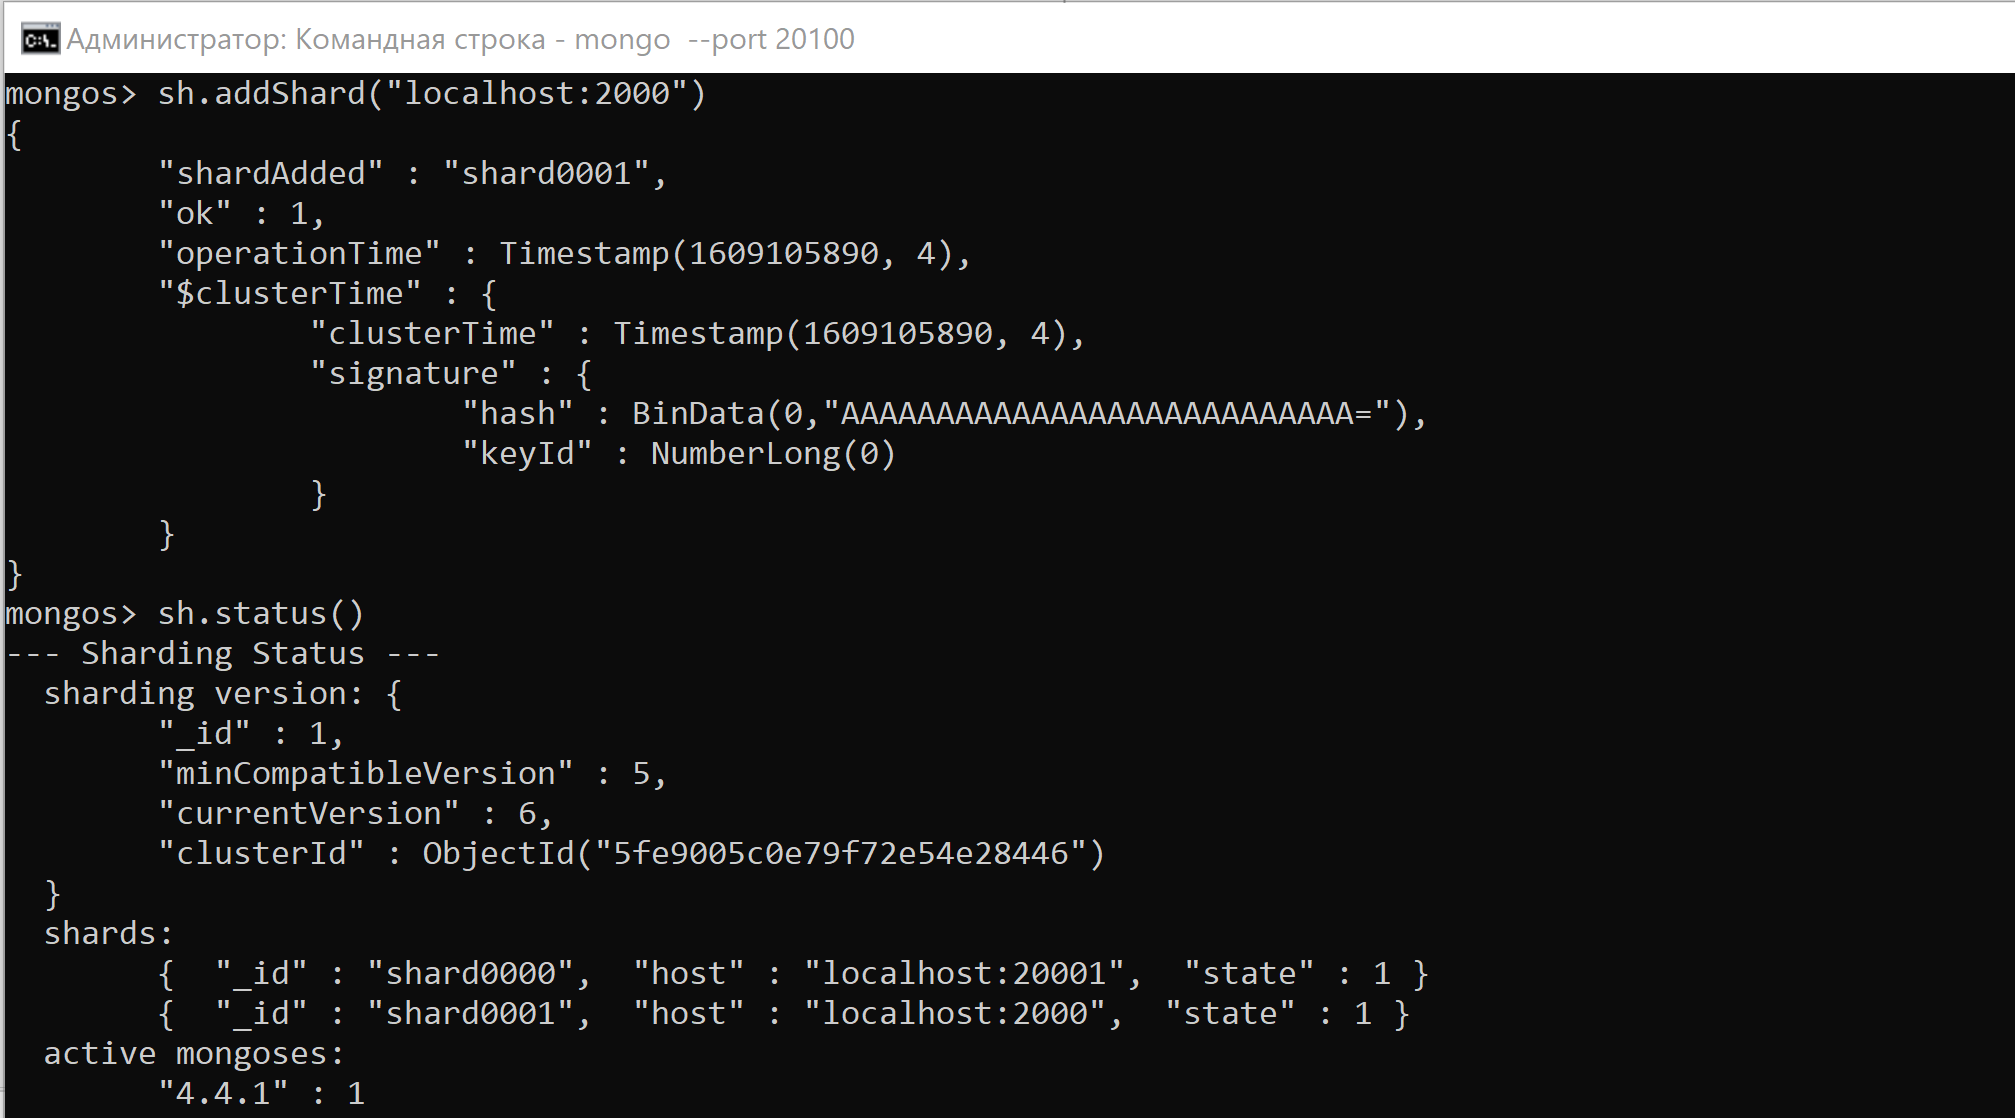 Администратор: Командная строка - mongo  --port 20100
mongos> sh.addShard("localhost:2000")
{
        "shardAdded" : "shard0001",
        "ok" : 1,
        "operationTime" : Timestamp(1609105890, 4),
        "$clusterTime" : {
                "clusterTime" : Timestamp(1609105890, 4),
                "signature" : {
                        "hash" : BinData(0,"AAAAAAAAAAAAAAAAAAAAAAAAAAA="),
                        "keyId" : NumberLong(0)
                }
        }
}
mongos> sh.status()
--- Sharding Status ---
  sharding version: {
        "_id" : 1,
        "minCompatibleVersion" : 5,
        "currentVersion" : 6,
        "clusterId" : ObjectId("5fe9005c0e79f72e54e28446")
  }
  shards:
        {  "_id" : "shard0000",  "host" : "localhost:20001",  "state" : 1 }
        {  "_id" : "shard0001",  "host" : "localhost:2000",  "state" : 1 }
  active mongoses:
        "4.4.1" : 1